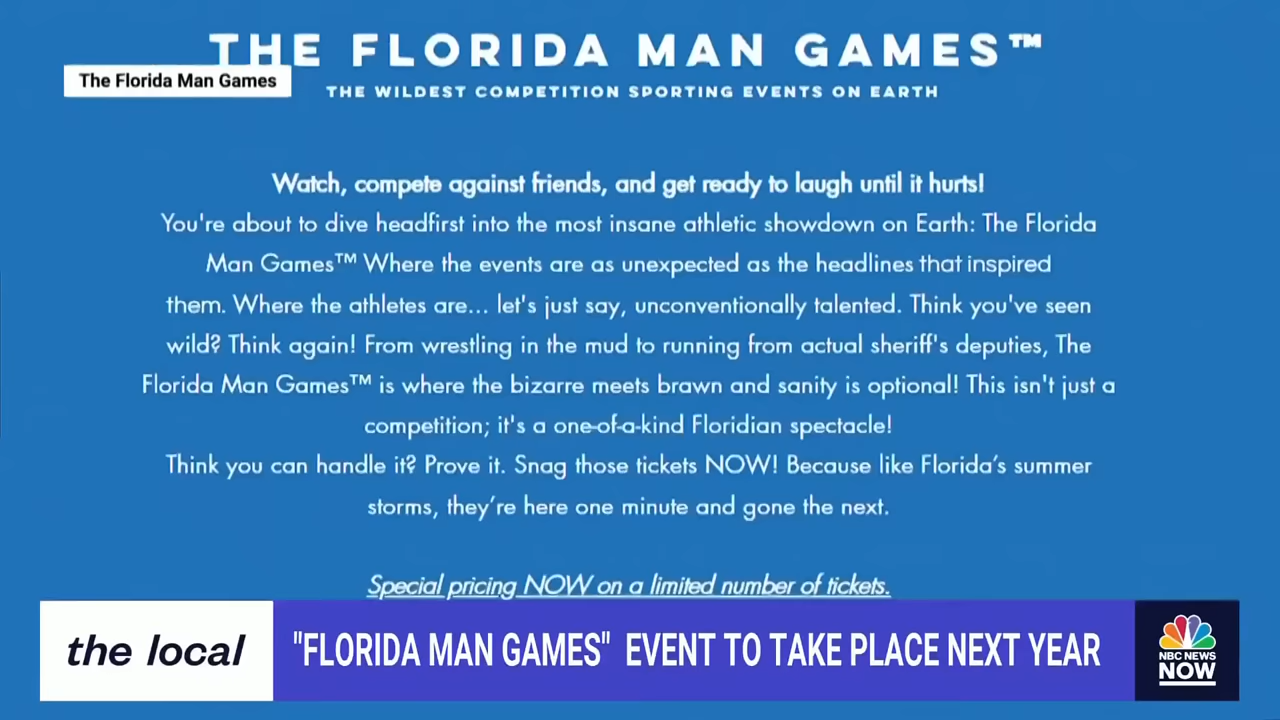 THE FLORIDA MAN GAMES™
The Florida Man Games
THE WILDEST COMPETITION SPORTING EVENTS ON EARTH
Watch, compete against friends, and get ready to laugh until it hurts!
You're about to dive headfirst into the most insane athletic showdown on Earth: The Florida
Man Games™ Where the events are as unexpected as the headlines that inspired
them. Where the athletes are... let's just say, unconventionally talented. Think you've seen
wild? Think again! From wrestling in the mud to running from actual sheriff's deputies, The
Florida Man Games™ is where the bizarre meets brawn and sanity is optional! This isn't just a
competition; it's a one-of-a-kind Floridian spectacle!
Think you can handle it? Prove it. Snag those tickets NOW! Because like Florida’s summer
storms, they’re here one minute and gone the next.
Special pricing NOW on a limited number of tickets.
the local
"FLORIDA MAN GAMES" EVENT TO TAKE PLACE NEXT YEAR
NBC NEWS
NOW